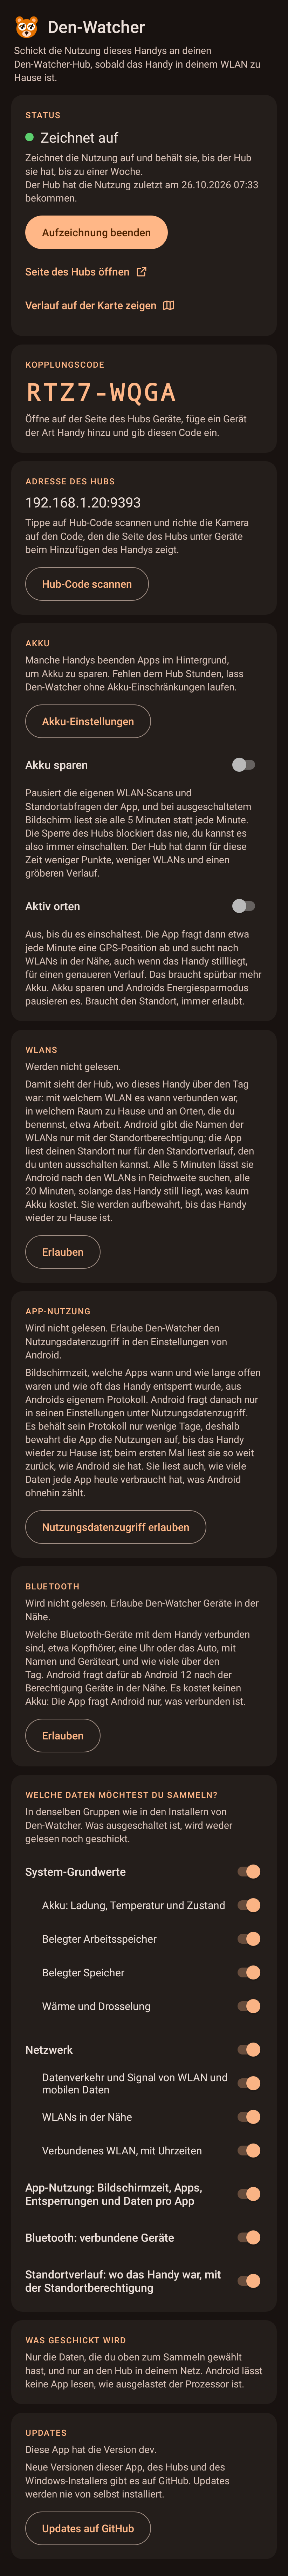 Den-Watcher
Schickt die Nutzung dieses Handys an deinen
Den-Watcher-Hub, sobald das Handy in deinem WLAN zu
Hause ist.
STATUS
Zeichnet auf
Zeichnet die Nutzung auf und behält sie, bis der Hub
sie hat, bis zu einer Woche.
Der Hub hat die Nutzung zuletzt am 26.10.2026 07:33
bekommen.
Aufzeichnung beenden
Seite des Hubs öffnen
Verlauf auf der Karte zeigen
KOPPLUNGSCODE
RTZ7-WQGA
Öffne auf der Seite des Hubs Geräte, füge ein Gerät
der Art Handy hinzu und gib diesen Code ein.
ADRESSE DES HUBS
192.168.1.20:9393
Tippe auf Hub-Code scannen und richte die Kamera
auf den Code, den die Seite des Hubs unter Geräte
beim Hinzufügen des Handys zeigt.
Hub-Code scannen
AKKU
Manche Handys beenden Apps im Hintergrund,
um Akku zu sparen. Fehlen dem Hub Stunden, lass
Den-Watcher ohne Akku-Einschränkungen laufen.
Akku-Einstellungen
Akku sparen
Pausiert die eigenen WLAN-Scans und
Standortabfragen der App, und bei ausgeschaltetem
Bildschirm liest sie alle 5 Minuten statt jede Minute.
Die Sperre des Hubs blockiert das nie, du kannst es
also immer einschalten. Der Hub hat dann für diese
Zeit weniger Punkte, weniger WLANs und einen
gröberen Verlauf.
Aktiv orten
Aus, bis du es einschaltest. Die App fragt dann etwa
jede Minute eine GPS-Position ab und sucht nach
WLANs in der Nähe, auch wenn das Handy stillliegt,
für einen genaueren Verlauf. Das braucht spürbar mehr
Akku. Akku sparen und Androids Energiesparmodus
pausieren es. Braucht den Standort, immer erlaubt.
WLANS
Werden nicht gelesen.
Damit sieht der Hub, wo dieses Handy über den Tag
war: mit welchem WLAN es wann verbunden war,
in welchem Raum zu Hause und an Orten, die du
benennst, etwa Arbeit. Android gibt die Namen der
WLANs nur mit der Standortberechtigung; die App
liest deinen Standort nur für den Standortverlauf, den
du unten ausschalten kannst. Alle 5 Minuten lässt sie
Android nach den WLANs in Reichweite suchen, alle
20 Minuten, solange das Handy still liegt, was kaum
Akku kostet. Sie werden aufbewahrt, bis das Handy
wieder zu Hause ist.
Erlauben
APP-NUTZUNG
Wird nicht gelesen. Erlaube Den-Watcher den
Nutzungsdatenzugriff in den Einstellungen von
Android.
Bildschirmzeit, welche Apps wann und wie lange offen
waren und wie oft das Handy entsperrt wurde, aus
Androids eigenem Protokoll. Android fragt danach nur
in seinen Einstellungen unter Nutzungsdatenzugriff.
Es behält sein Protokoll nur wenige Tage, deshalb
bewahrt die App die Nutzungen auf, bis das Handy
wieder zu Hause ist; beim ersten Mal liest sie so weit
zurück, wie Android sie hat. Sie liest auch, wie viele
Daten jede App heute verbraucht hat, was Android
ohnehin zählt.
Nutzungsdatenzugriff erlauben
BLUETOOTH
Wird nicht gelesen. Erlaube Den-Watcher Geräte in der
Nähe.
Welche Bluetooth-Geräte mit dem Handy verbunden
sind, etwa Kopfhörer, eine Uhr oder das Auto, mit
Namen und Geräteart, und wie viele über den
Tag. Android fragt dafür ab Android 12 nach der
Berechtigung Geräte in der Nähe. Es kostet keinen
Akku: Die App fragt Android nur, was verbunden ist.
Erlauben
WELCHE DATEN MÖCHTEST DU SAMMELN?
In denselben Gruppen wie in den Installern von
Den-Watcher. Was ausgeschaltet ist, wird weder
gelesen noch geschickt.
System-Grundwerte
Akku: Ladung, Temperatur und Zustand
Belegter Arbeitsspeicher
Belegter Speicher
Wärme und Drosselung
Netzwerk
Datenverkehr und Signal von WLAN und
mobilen Daten
WLANs in der Nähe
Verbundenes WLAN, mit Uhrzeiten
App-Nutzung: Bildschirmzeit, Apps,
Entsperrungen und Daten pro App
Bluetooth: verbundene Geräte
Standortverlauf: wo das Handy war, mit
der Standortberechtigung
WAS GESCHICKT WIRD
Nur die Daten, die du oben zum Sammeln gewählt
hast, und nur an den Hub in deinem Netz. Android lässt
keine App lesen, wie ausgelastet der Prozessor ist.
UPDATES
Diese App hat die Version dev.
Neue Versionen dieser App, des Hubs und des
Windows-Installers gibt es auf GitHub. Updates
werden nie von selbst installiert.
Updates auf GitHub